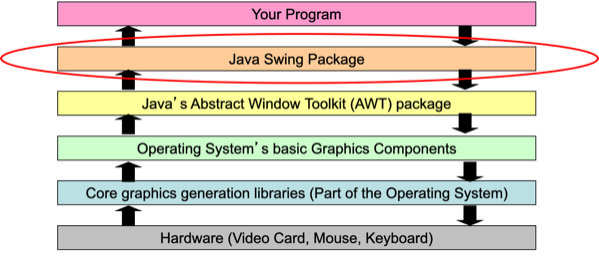 Your Program
Java Swing Package
Java’s Abstract Window Toolkit (AWT) package
Operating System’s basic Graphics Components
Core graphics generation libraries (Part of the Operating System)
Hardware (Video Card, Mouse, Keyboard)